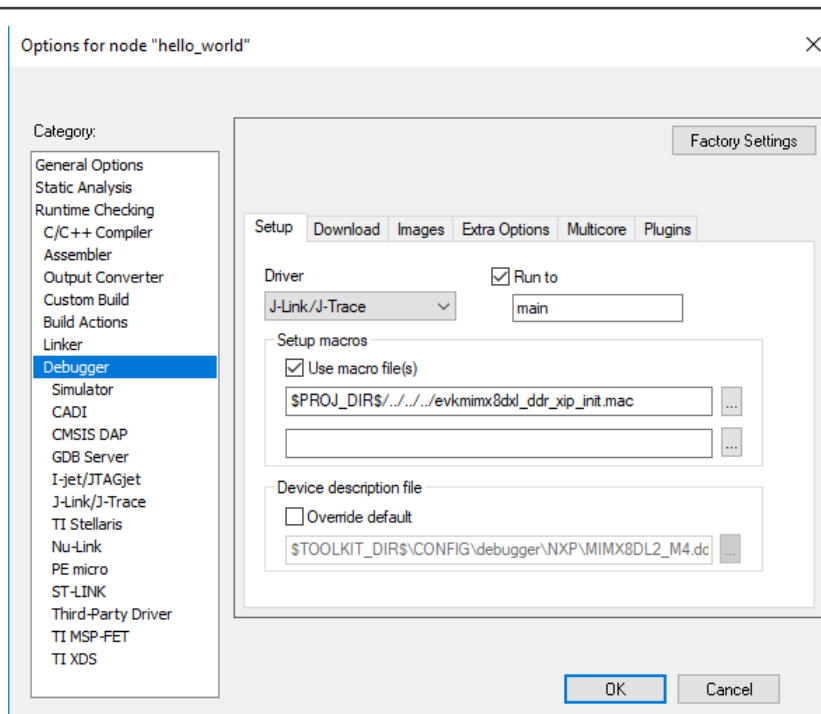 Options for node "hello_world"
Category:
General Options
Static Analysis
Runtime Checking
C/C++ Compiler
Assembler
Output Converter
Custom Build
Build Actions
Linker
Debugger
Simulator
CADI
CMSIS DAP
GDB Server
I-jet/JTAGjet
J-Link/J-Trace
TI Stellaris
Nu-Link
PE micro
ST-LINK
Third-Party Driver
TI MSP-FET
TI XDS
Factory Settings
Setup Download Images Extra Options Multicore Plugins
Driver
J-Link/J-Trace
Run to
main
Setup macros
Use macro file(s)
$PROJ_DIR$/../../../evkmimx8dxl_ddr_xip_init.mac
...
...
Device description file
Override default
$TOOLKIT_DIR$\CONFIG\debugger\NXP\MIMX8DL2_M4.dc
...
OK Cancel